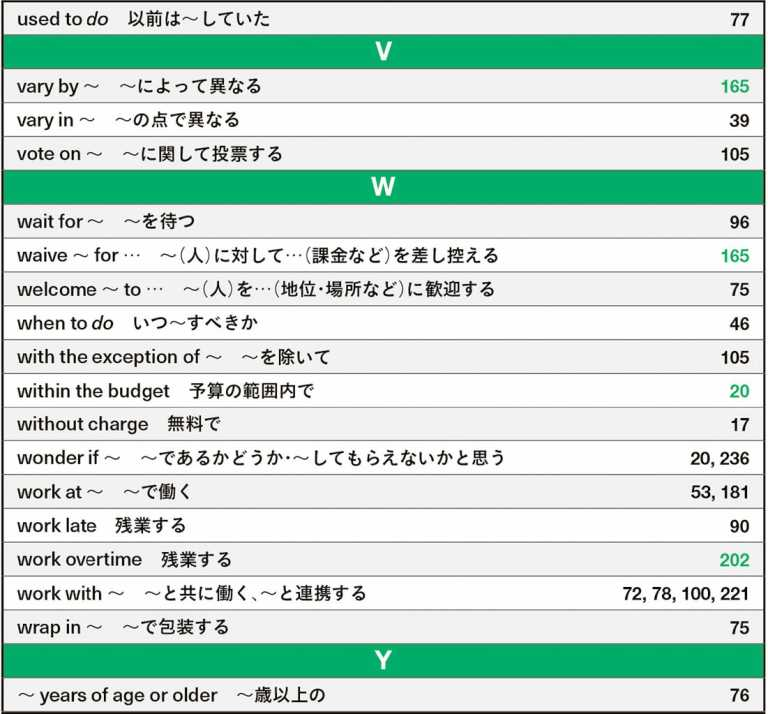 used to do　以前は～していた　77
V
vary by ～　～によって異なる　165
vary in ～　～の点で異なる　39
vote on ～　～に関して投票する　105
W
wait for ～　～を待つ　96
waive ～ for …　～（人）に対して…（課金など）を差し控える　165
welcome ～ to …　～（人）を…（地位・場所など）に歓迎する　75
when to do　いつ～すべきか　46
with the exception of ～　～を除いて　105
within the budget　予算の範囲内で　20
without charge　無料で　17
wonder if ～　～であるかどうか・～してもらえないかと思う　20, 236
work at ～　～で働く　53, 181
work late　残業する　90
work overtime　残業する　202
work with ～　～と共に働く、～と連携する　72, 78, 100, 221
wrap in ～　～で包装する　75
Y
～ years of age or older　～歳以上の　76